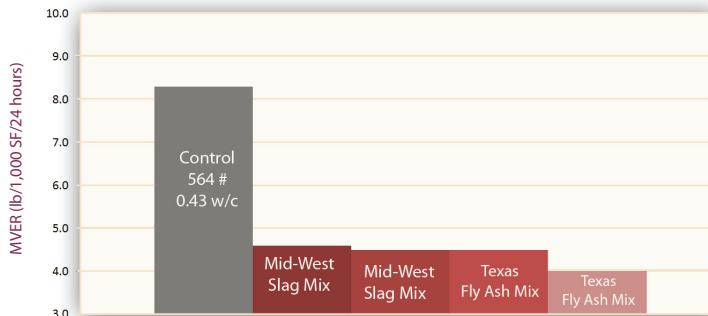 10.0
9.0
8.0
7.0
6.0
5.0
4.0
3.0
MVER (lb/1,000 SF/24 hours)
Control
564 #
0.43 w/c
Mid-West
Slag Mix
Mid-West
Slag Mix
Texas
Fly Ash Mix
Texas
Fly Ash Mix